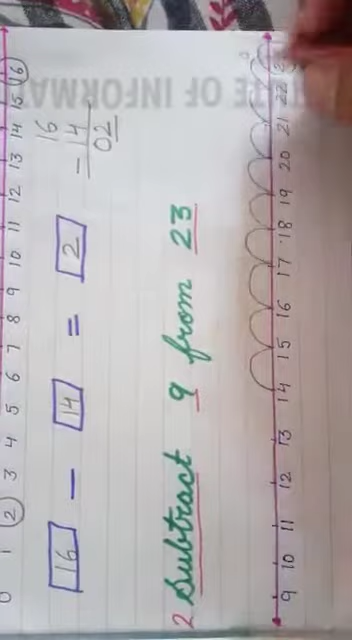 0 1 2 3 4 5 6 7 8 9 10 11 12 13 14 15 16
16 - 14 = 2
16
- 14
02
2 Subtract 9 from 23
9 10 11 12 13 14 15 16 17 18 19 20 21 22